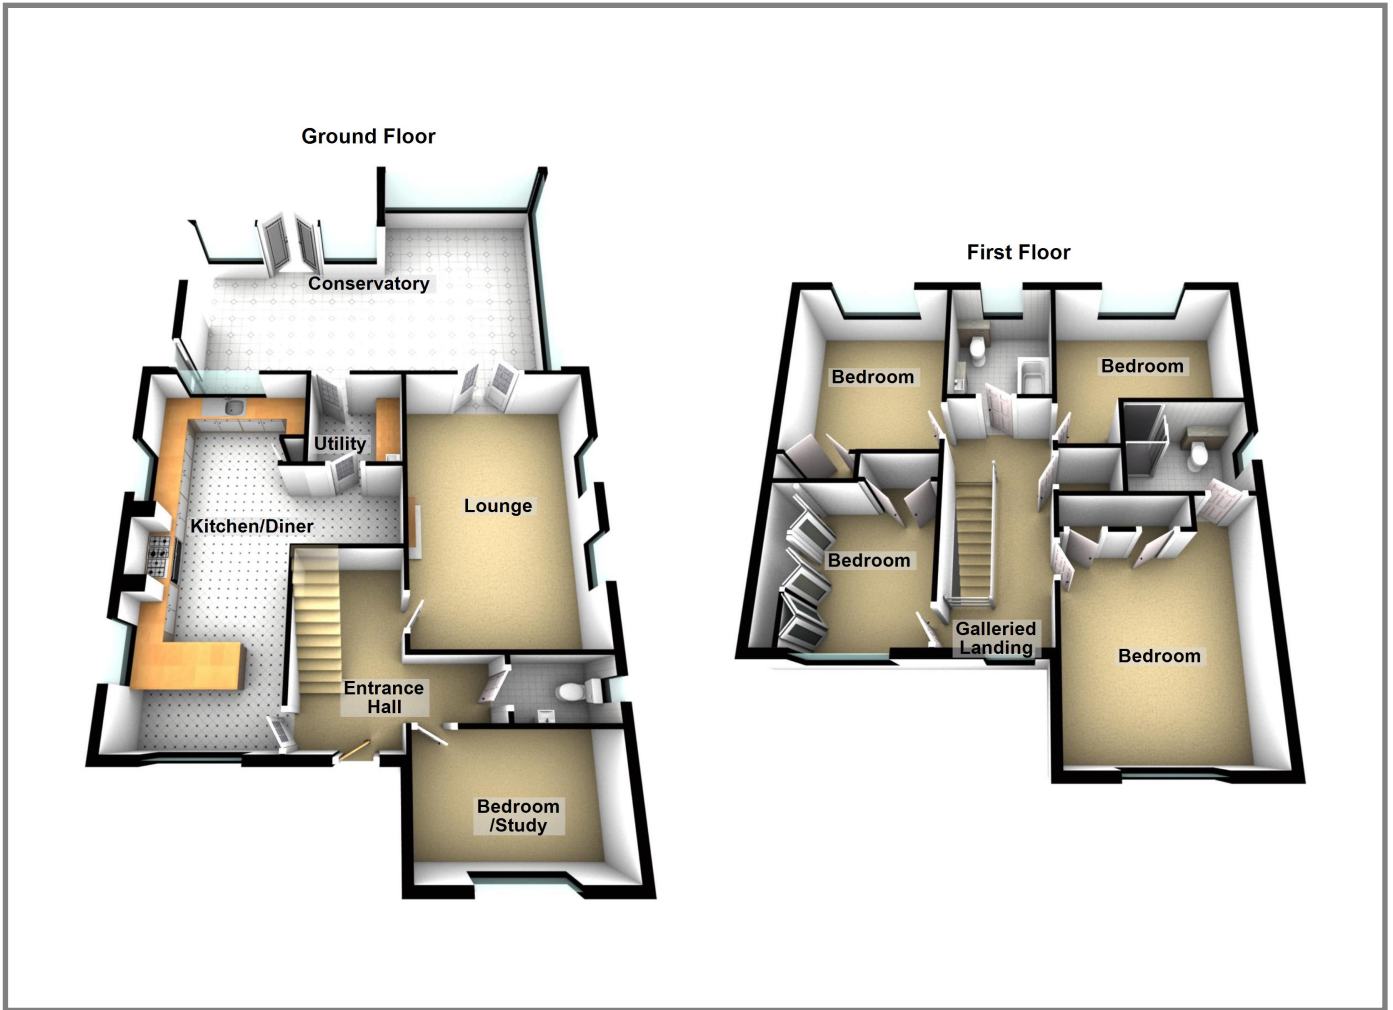 Ground Floor
Conservatory
Utility
Lounge
Kitchen/Diner
Entrance
Hall
Bedroom
/Study
First Floor
Bedroom
Bedroom
Bedroom
Galleried
Landing
Bedroom